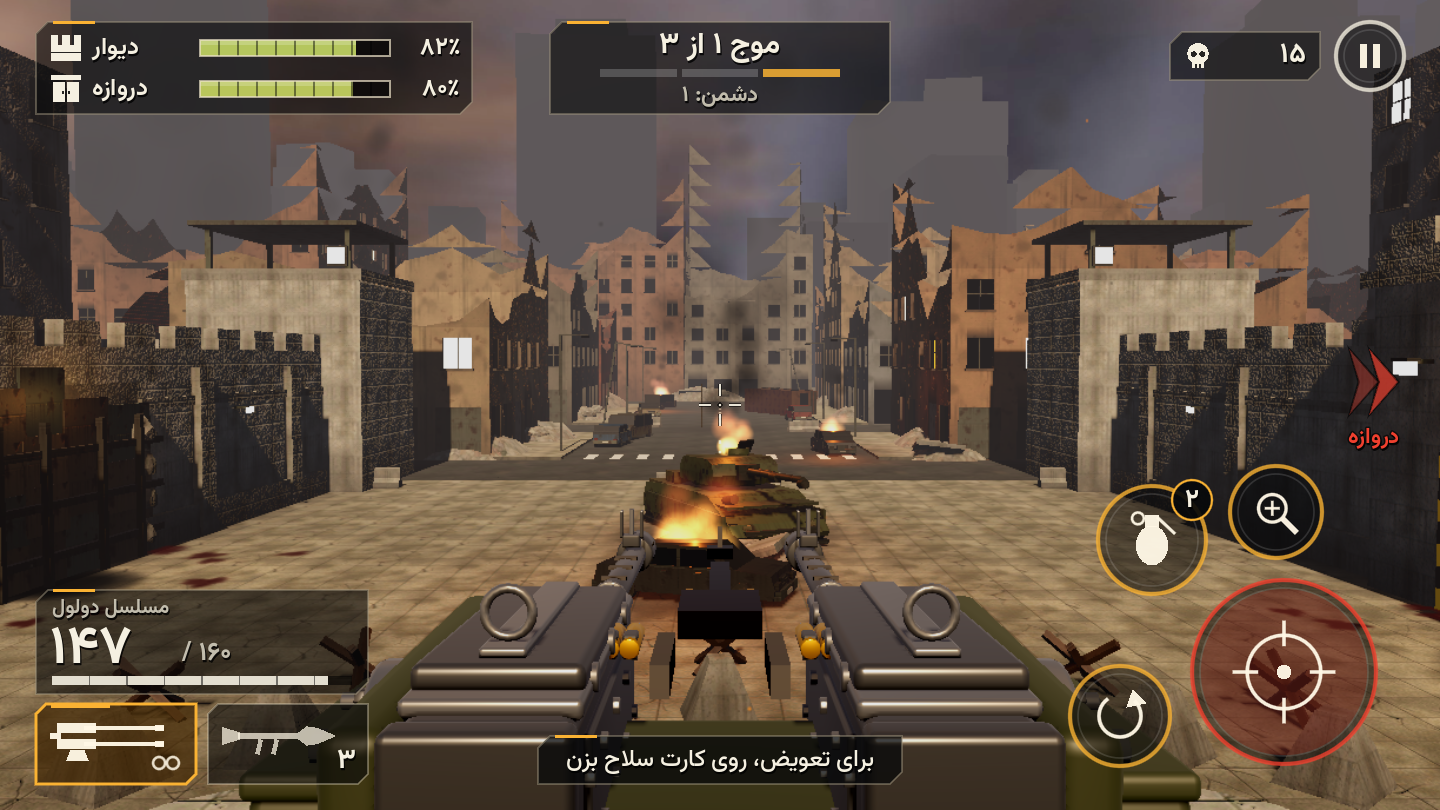 دیوار ۸۲٪
دروازه ۸۰٪
موج ۱ از ۳
دشمن: ۱
۱۵
دروازه
۲
مسلسل دولول
۱۴۷ / ۱۶۰
∞
۳
برای تعویض، روی کارت سلاح بزن